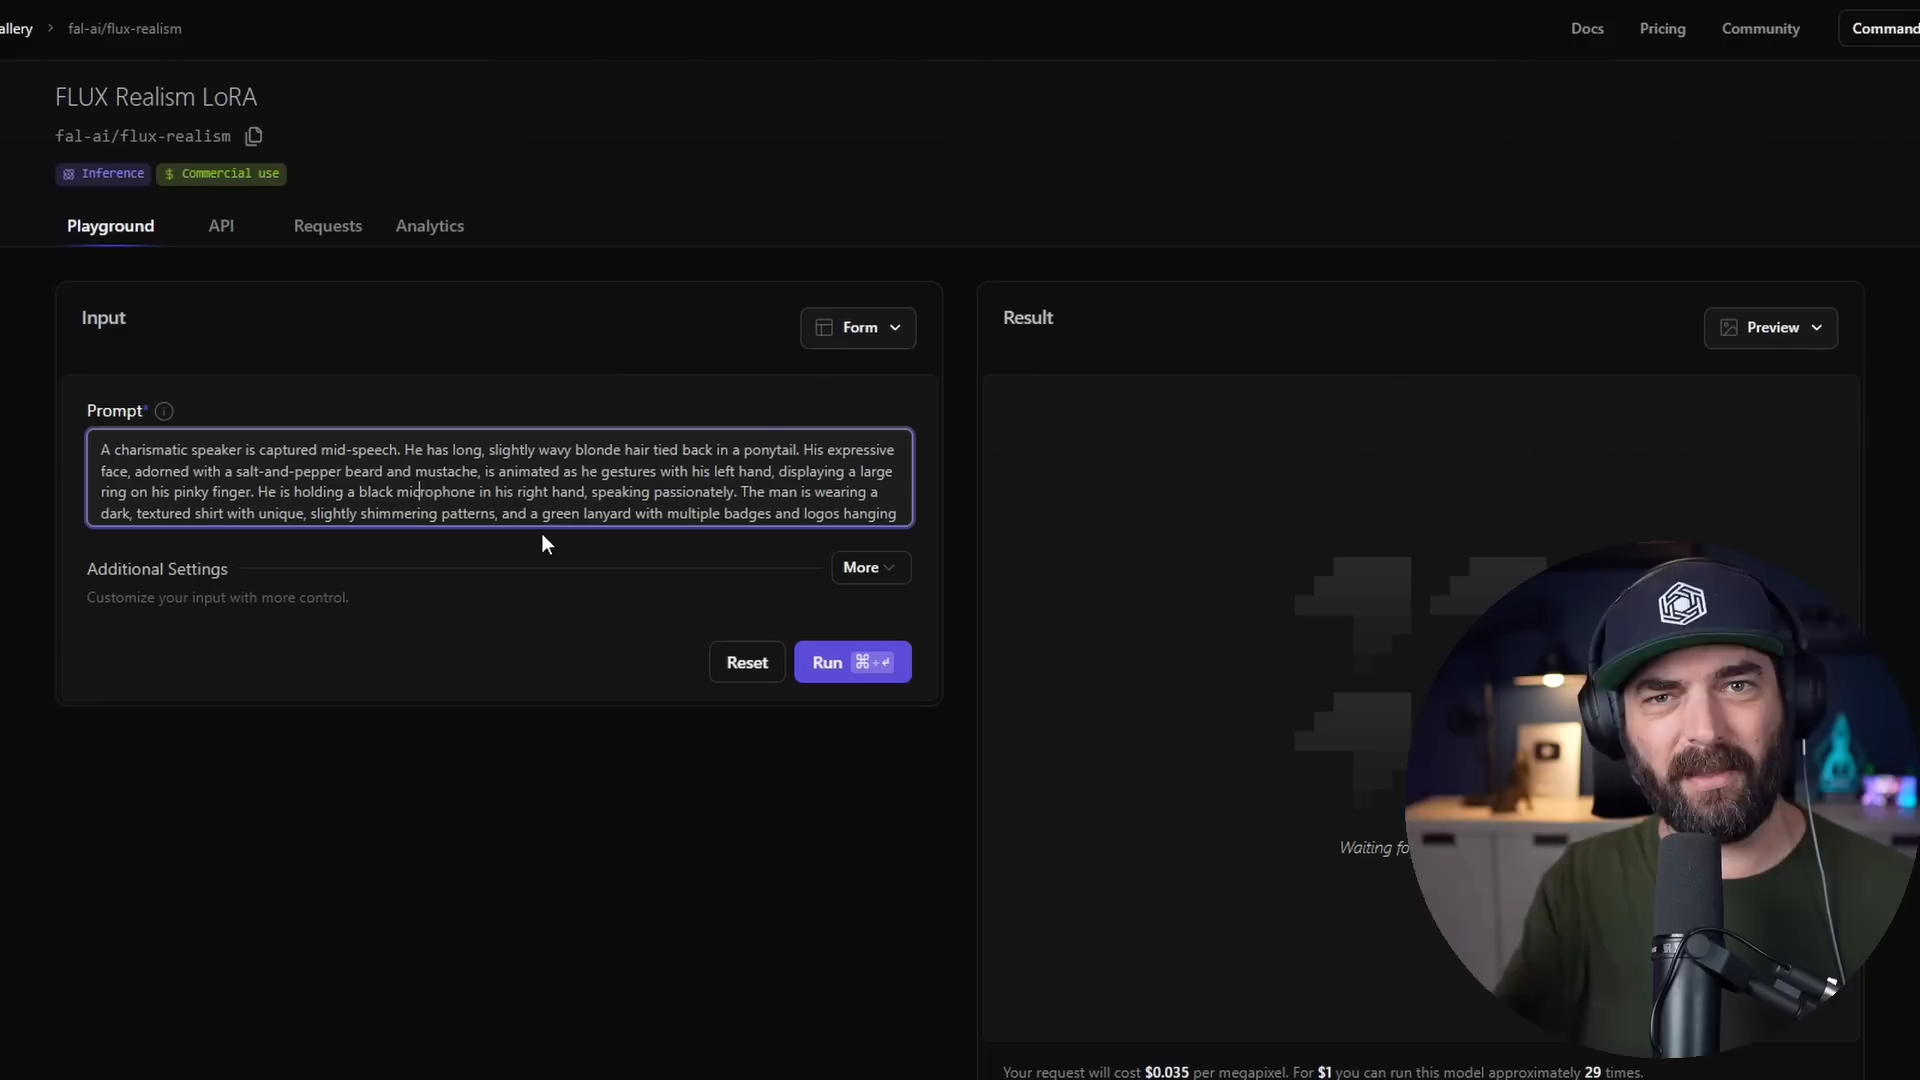 allery > fal-ai/flux-realism
Docs
Pricing
Community
Command
FLUX Realism LoRA
fal-ai/flux-realism
Inference
$ Commercial use
Playground
API
Requests
Analytics
Input
Form
Prompt*
A charismatic speaker is captured mid-speech. He has long, slightly wavy blonde hair tied back in a ponytail. His expressive
face, adorned with a salt-and-pepper beard and mustache, is animated as he gestures with his left hand, displaying a large
ring on his pinky finger. He is holding a black microphone in his right hand, speaking passionately. The man is wearing a
dark, textured shirt with unique, slightly shimmering patterns, and a green lanyard with multiple badges and logos hanging
Additional Settings
More
Customize your input with more control.
Reset
Run ⌘+↵
Result
Preview
Waiting fo
Your request will cost $0.035 per megapixel. For $1 you can run this model approximately 29 times.